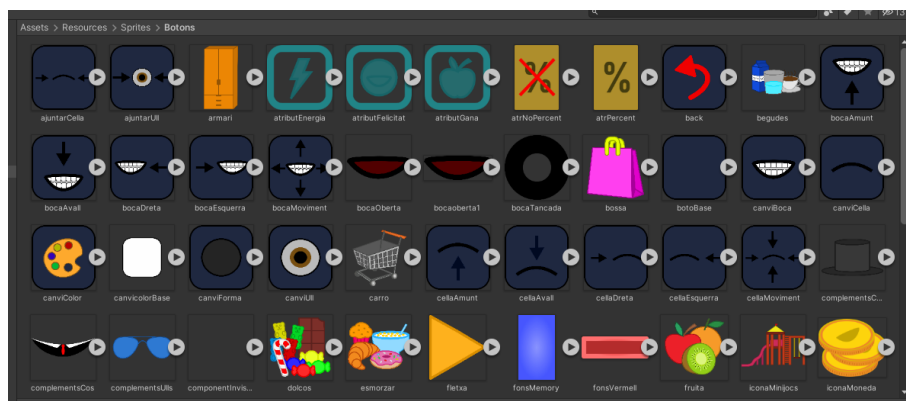 13
Assets > Resources > Sprites > Botons
ajuntarCella ajuntarUll armari atributEnergia atributFelicitat atributGana atrNoPercent atrPercent back begudes bocaAmunt
bocaAvall bocaDreta bocaEsquerra bocaMoviment bocaOberta bocaoberta1 bocaTancada bossa botoBase canviBoca canviCella
canviColor canvicolorBase canviForma canviUll carro cellaAmunt cellaAvall cellaDreta cellaEsquerra cellaMoviment complementsC...
complementsCos complementsUlls componentInvis... dolcos esmorzar fletxa fonsMemory fonsVermell fruita iconaMinijocs iconaMoneda